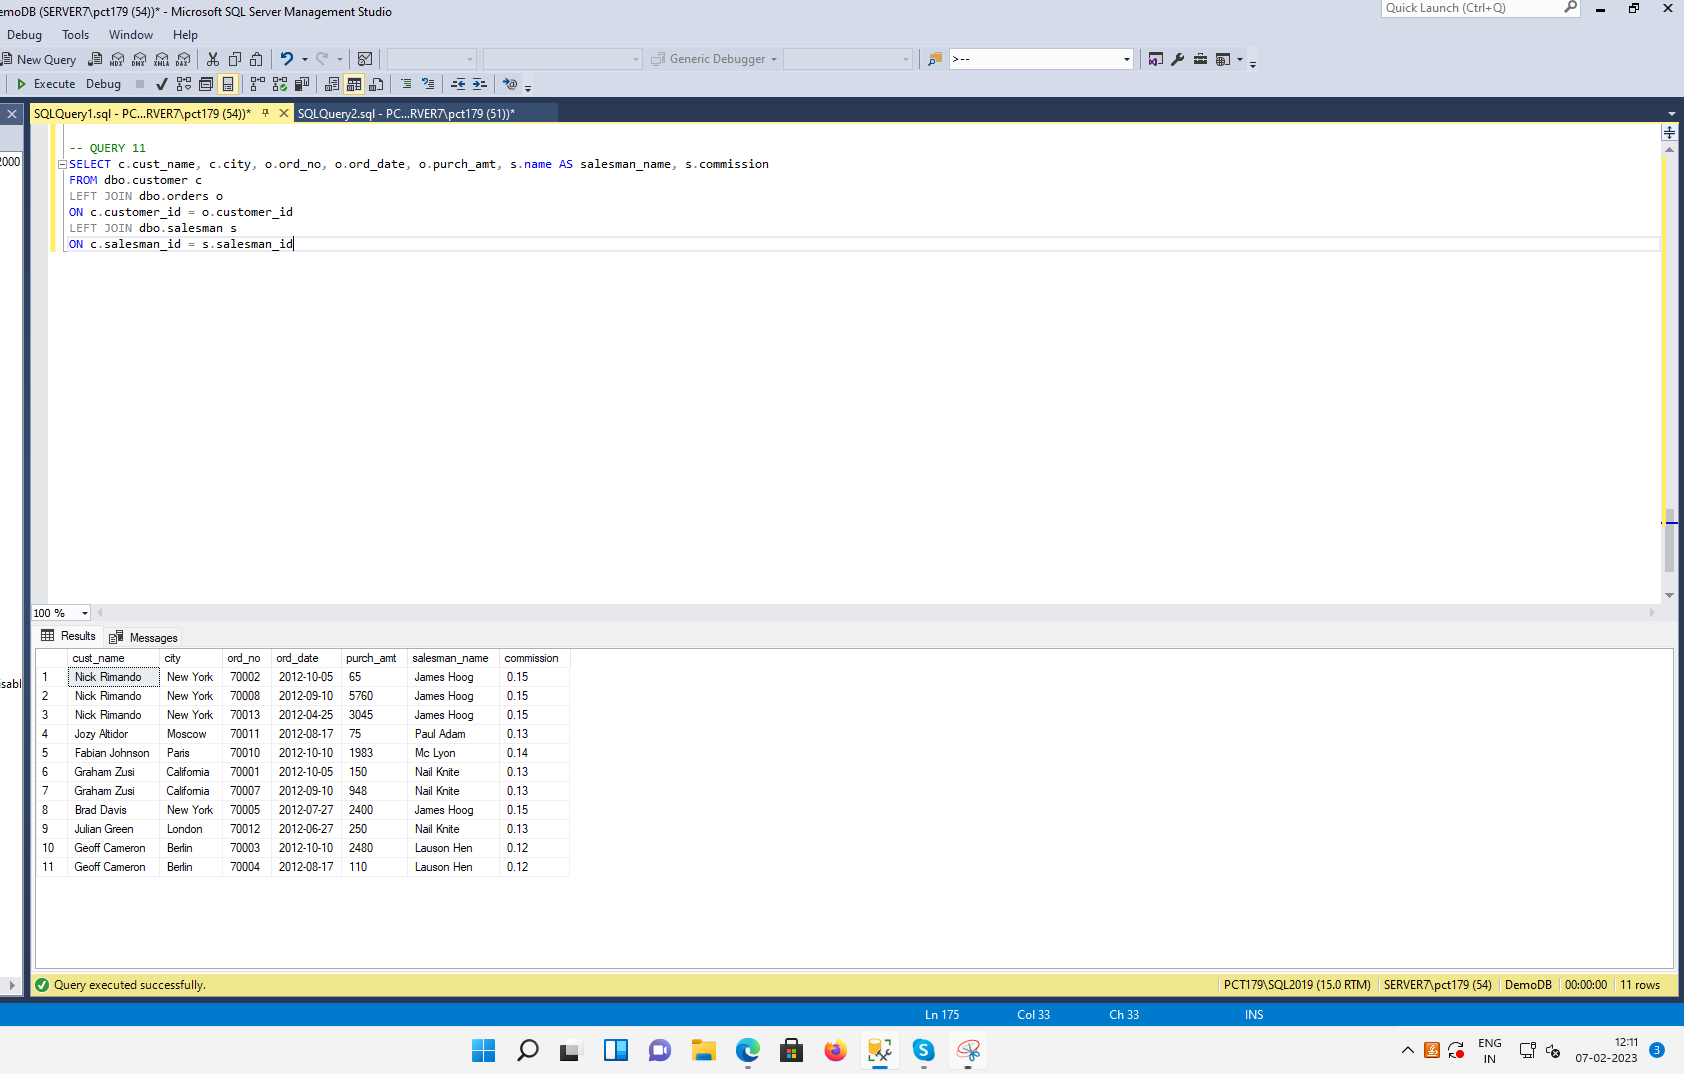 emoDB (SERVER7\pct179 (54))* - Microsoft SQL Server Management Studio
Quick Launch (Ctrl+Q)
Debug Tools Window Help
New Query MDX DMX XMLA DAX Generic Debugger >--
Execute Debug
SQLQuery1.sql - PC...RVER7\pct179 (54))* SQLQuery2.sql - PC...RVER7\pct179 (51))*
2000
-- QUERY 11
SELECT c.cust_name, c.city, o.ord_no, o.ord_date, o.purch_amt, s.name AS salesman_name, s.commission
FROM dbo.customer c
LEFT JOIN dbo.orders o
ON c.customer_id = o.customer_id
LEFT JOIN dbo.salesman s
ON c.salesman_id = s.salesman_id
100 %
Results Messages
isabl
cust_name city ord_no ord_date purch_amt salesman_name commission
1 Nick Rimando New York 70002 2012-10-05 65 James Hoog 0.15
2 Nick Rimando New York 70008 2012-09-10 5760 James Hoog 0.15
3 Nick Rimando New York 70013 2012-04-25 3045 James Hoog 0.15
4 Jozy Altidor Moscow 70011 2012-08-17 75 Paul Adam 0.13
5 Fabian Johnson Paris 70010 2012-10-10 1983 Mc Lyon 0.14
6 Graham Zusi California 70001 2012-10-05 150 Nail Knite 0.13
7 Graham Zusi California 70007 2012-09-10 948 Nail Knite 0.13
8 Brad Davis New York 70005 2012-07-27 2400 James Hoog 0.15
9 Julian Green London 70012 2012-06-27 250 Nail Knite 0.13
10 Geoff Cameron Berlin 70003 2012-10-10 2480 Lauson Hen 0.12
11 Geoff Cameron Berlin 70004 2012-08-17 110 Lauson Hen 0.12
Query executed successfully. PCT179\SQL2019 (15.0 RTM) SERVER7\pct179 (54) DemoDB 00:00:00 11 rows
Ln 175 Col 33 Ch 33 INS
ENG
IN
12:11
07-02-2023
3